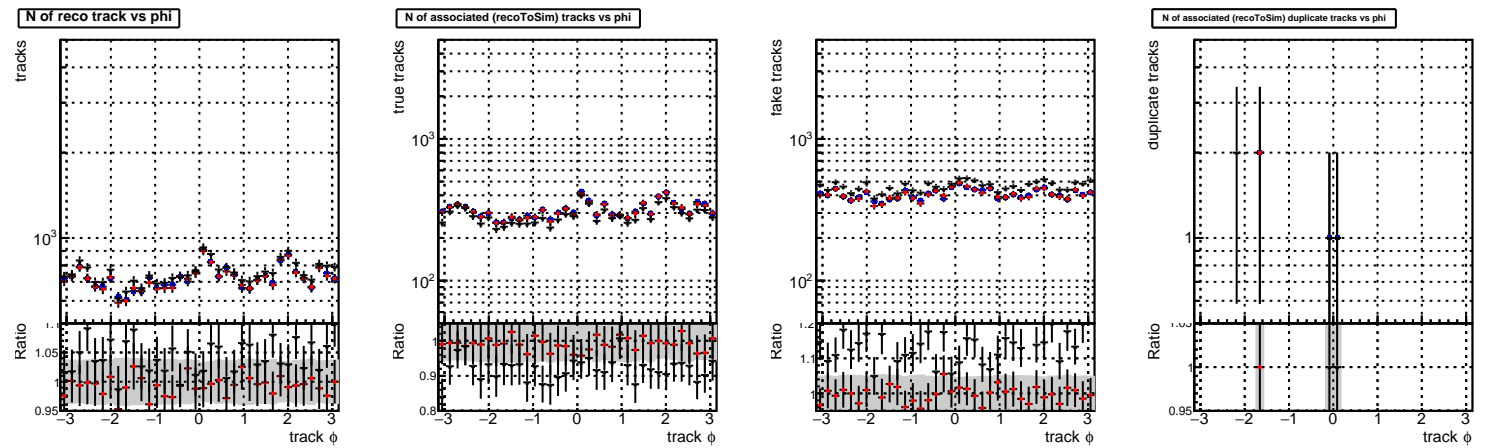 N of reco track vs phi
tracks
10³
Ratio
1.1
1.05
1
0.95
−3 −2 −1 0 1 2 3
track ϕ
N of associated (recoToSim) tracks vs phi
true tracks
10³
10²
Ratio
1
0.9
0.8
−3 −2 −1 0 1 2 3
track ϕ
fake tracks
10³
10²
Ratio
1.2
1.1
1
−3 −2 −1 0 1 2 3
track ϕ
N of associated (recoToSim) duplicate tracks vs phi
duplicate tracks
1
Ratio
1.05
1
0.95
−3 −2 −1 0 1 2 3
track ϕ